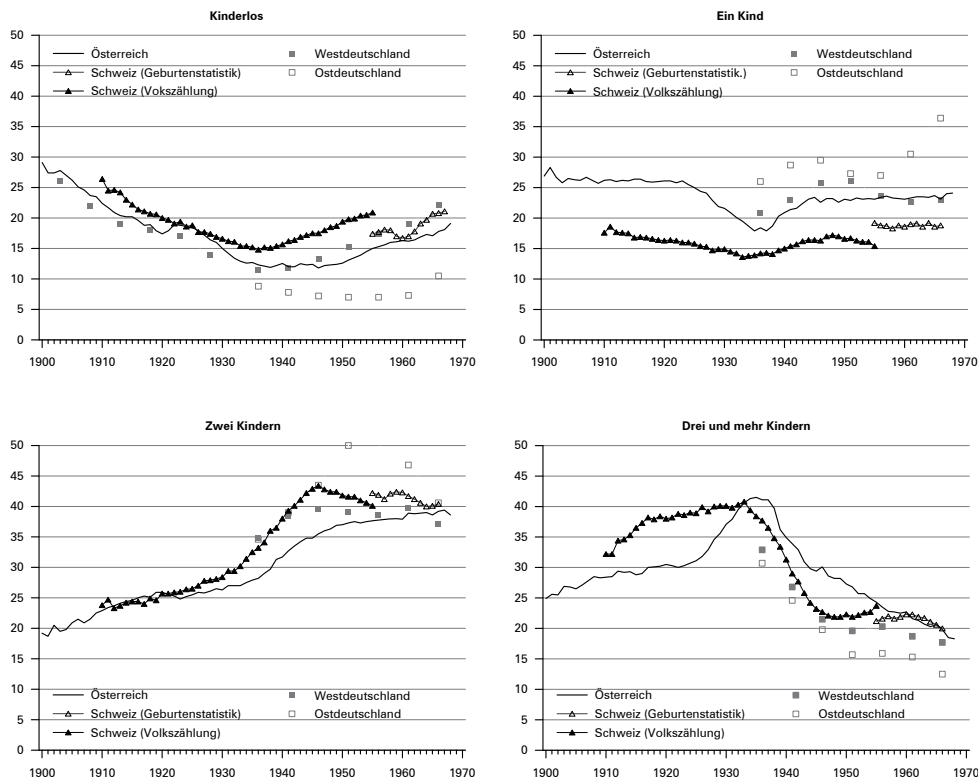 Kinderlos
50
45
40
35
30
25
20
15
10
5
0
Österreich
Schweiz (Geburtenstatistik)
Schweiz (Vokszählung)
Westdeutschland
Ostdeutschland
1900 1910 1920 1930 1940 1950 1960 1970
Ein Kind
50
45
40
35
30
25
20
15
10
5
0
Österreich
Schweiz (Geburtenstatistik.)
Schweiz (Volkszählung)
Westdeutschland
Ostdeutschland
1900 1910 1920 1930 1940 1950 1960 1970
Zwei Kindern
50
45
40
35
30
25
20
15
10
5
0
Österreich
Schweiz (Geburtenstatistik)
Schweiz (Volkszählung)
Westdeutschland
Ostdeutschland
1900 1910 1920 1930 1940 1950 1960 1970
Drei und mehr Kindern
50
45
40
35
30
25
20
15
10
5
0
Österreich
Schweiz (Geburtenstatistik)
Schweiz (Volkszählung)
Westdeutschland
Ostdeutschland
1900 1910 1920 1930 1940 1950 1960 1970